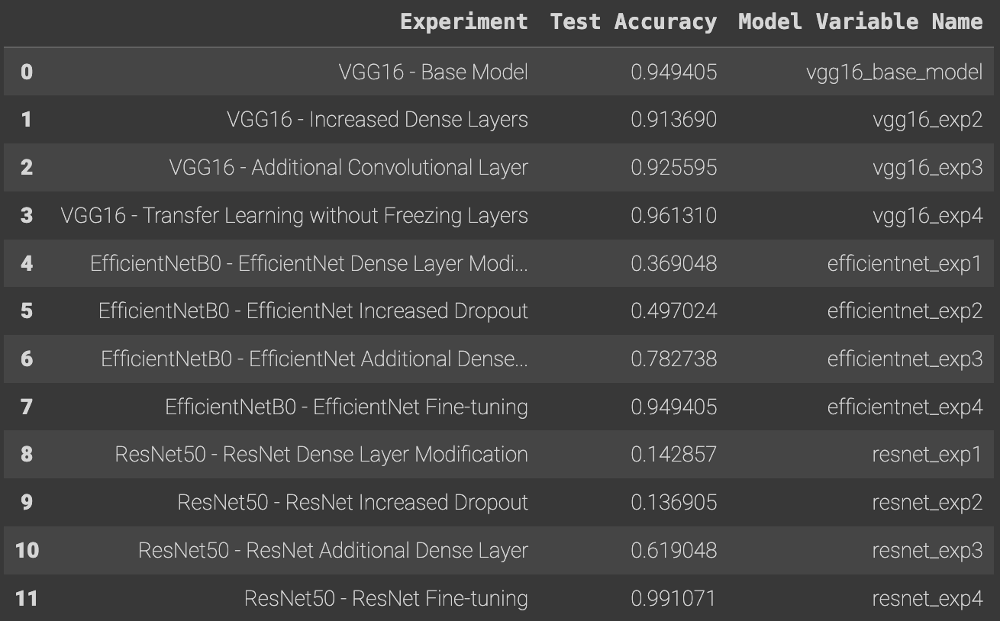 Experiment Test Accuracy Model Variable Name
0 VGG16 - Base Model 0.949405 vgg16_base_model
1 VGG16 - Increased Dense Layers 0.913690 vgg16_exp2
2 VGG16 - Additional Convolutional Layer 0.925595 vgg16_exp3
3 VGG16 - Transfer Learning without Freezing Layers 0.961310 vgg16_exp4
4 EfficientNetB0 - EfficientNet Dense Layer Modi... 0.369048 efficientnet_exp1
5 EfficientNetB0 - EfficientNet Increased Dropout 0.497024 efficientnet_exp2
6 EfficientNetB0 - EfficientNet Additional Dense... 0.782738 efficientnet_exp3
7 EfficientNetB0 - EfficientNet Fine-tuning 0.949405 efficientnet_exp4
8 ResNet50 - ResNet Dense Layer Modification 0.142857 resnet_exp1
9 ResNet50 - ResNet Increased Dropout 0.136905 resnet_exp2
10 ResNet50 - ResNet Additional Dense Layer 0.619048 resnet_exp3
11 ResNet50 - ResNet Fine-tuning 0.991071 resnet_exp4